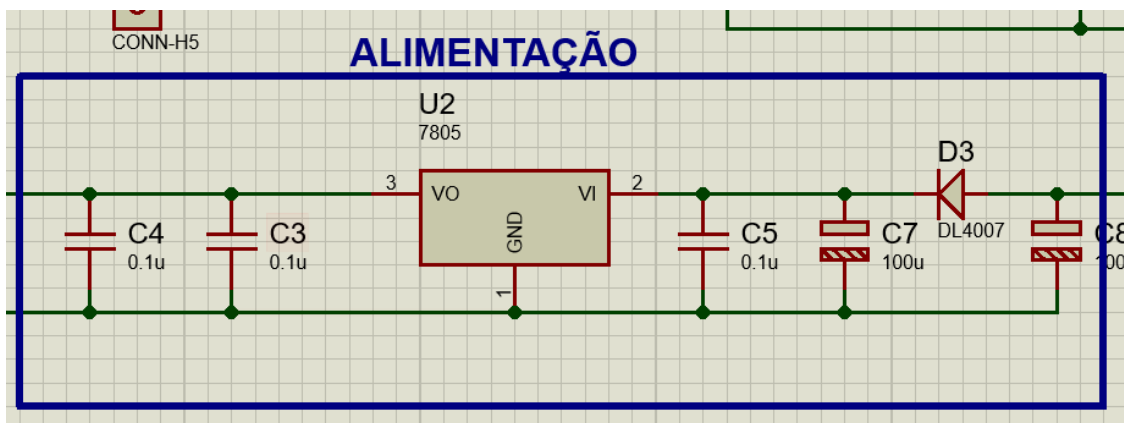 CONN-H5
ALIMENTAÇÃO
U2
7805
D3
3
VO
VI
2
GND
1
DL4007
C4
0.1u
C3
0.1u
C5
0.1u
C7
100u
C8